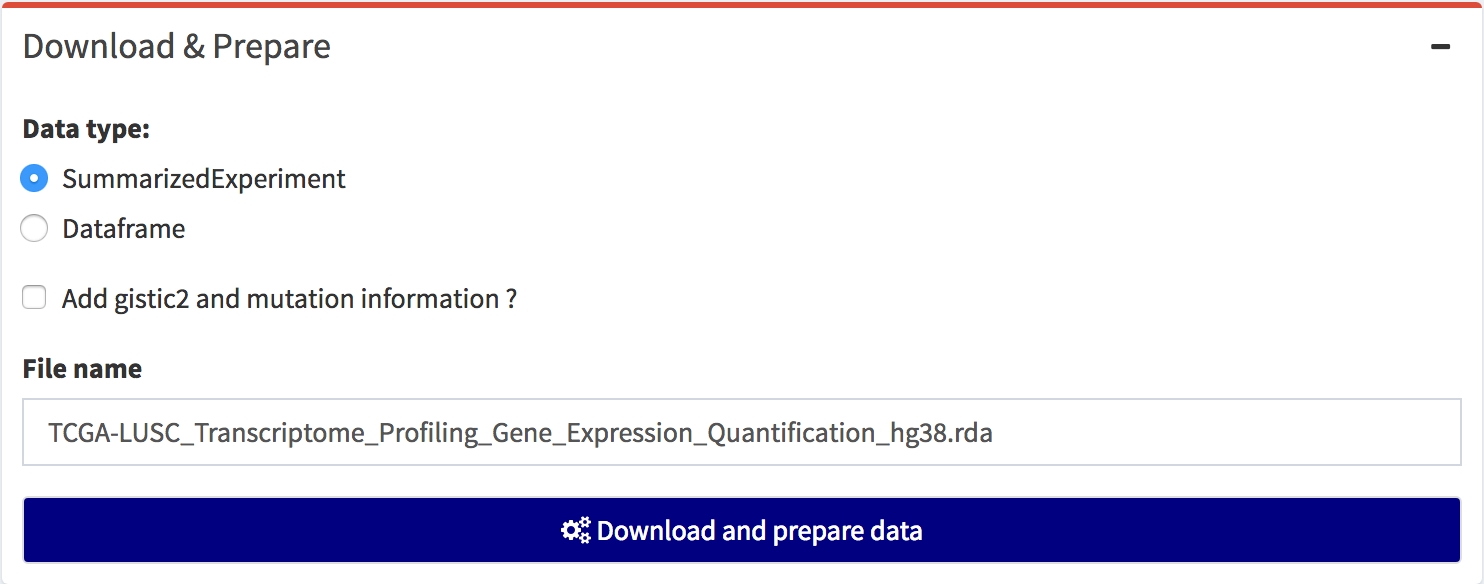 Download & Prepare
Data type:
SummarizedExperiment
Dataframe
Add gistic2 and mutation information ?
File name
TCGA-LUSC_Transcriptome_Profiling_Gene_Expression_Quantification_hg38.rda
Download and prepare data